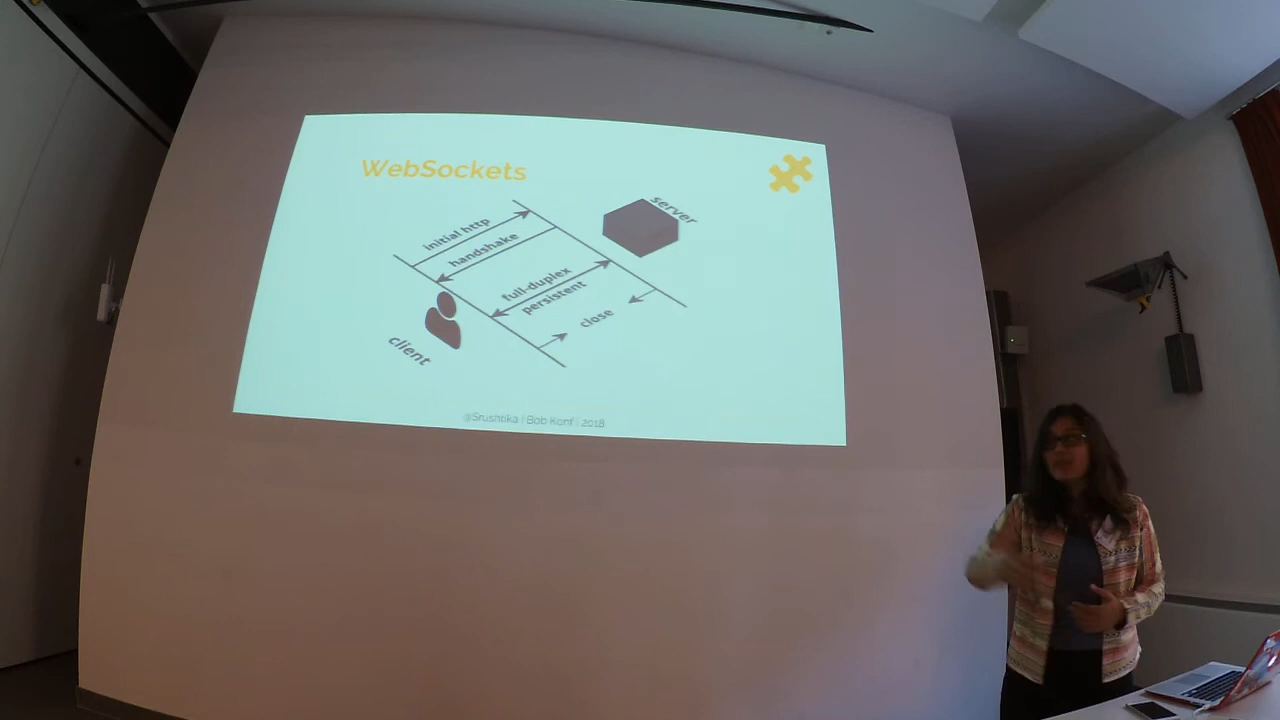 WebSockets
server
initial http
handshake
full-duplex
persistent
close
client
@Srushtika | Bob Konf | 2018